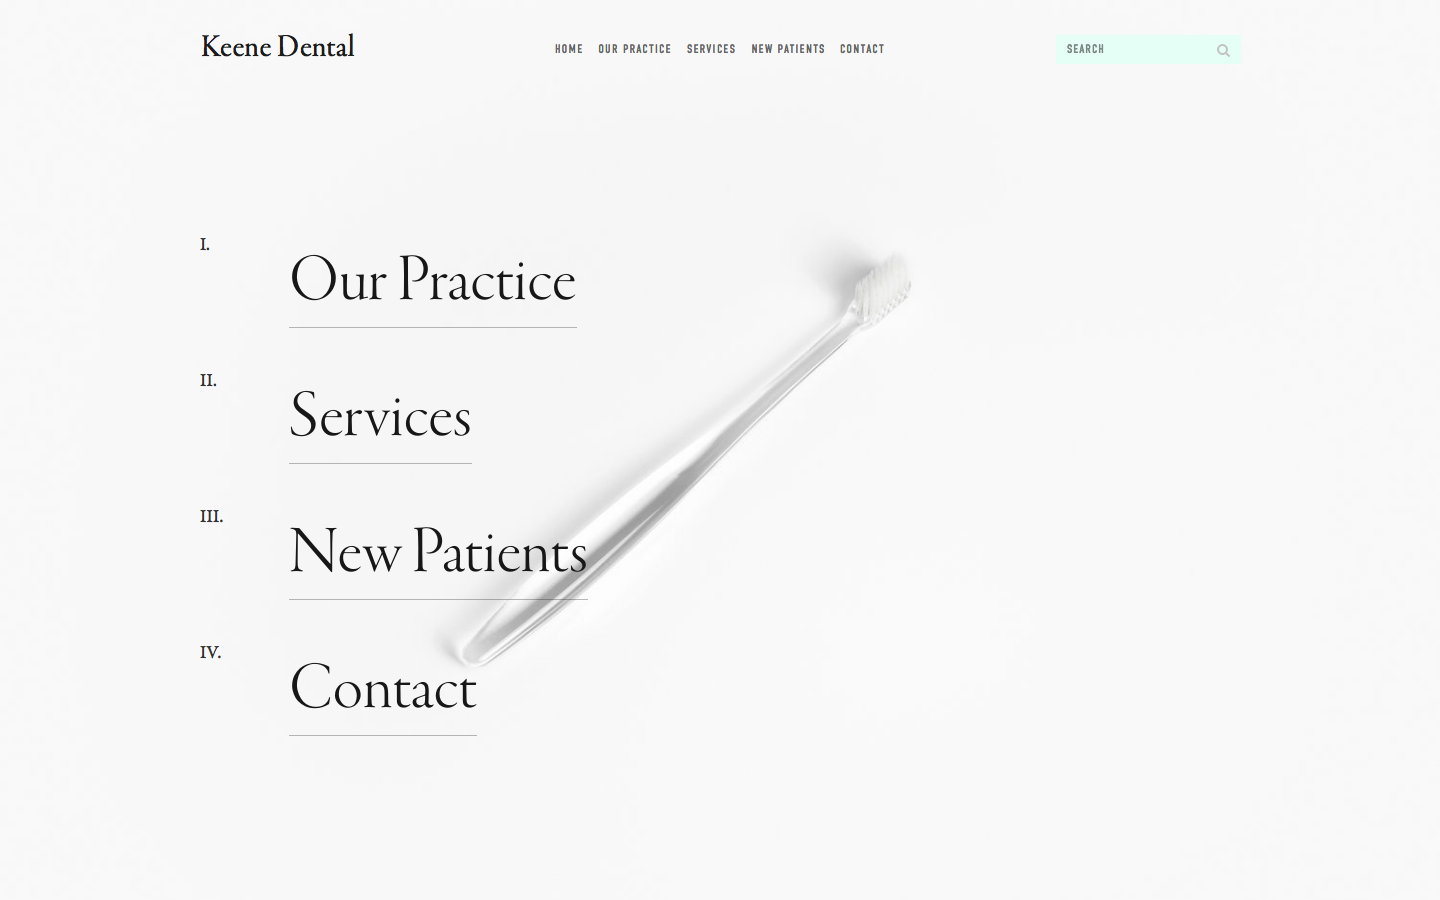 Keene Dental
HOME OUR PRACTICE SERVICES NEW PATIENTS CONTACT
SEARCH
I.
Our Practice
II.
Services
III.
New Patients
IV.
Contact